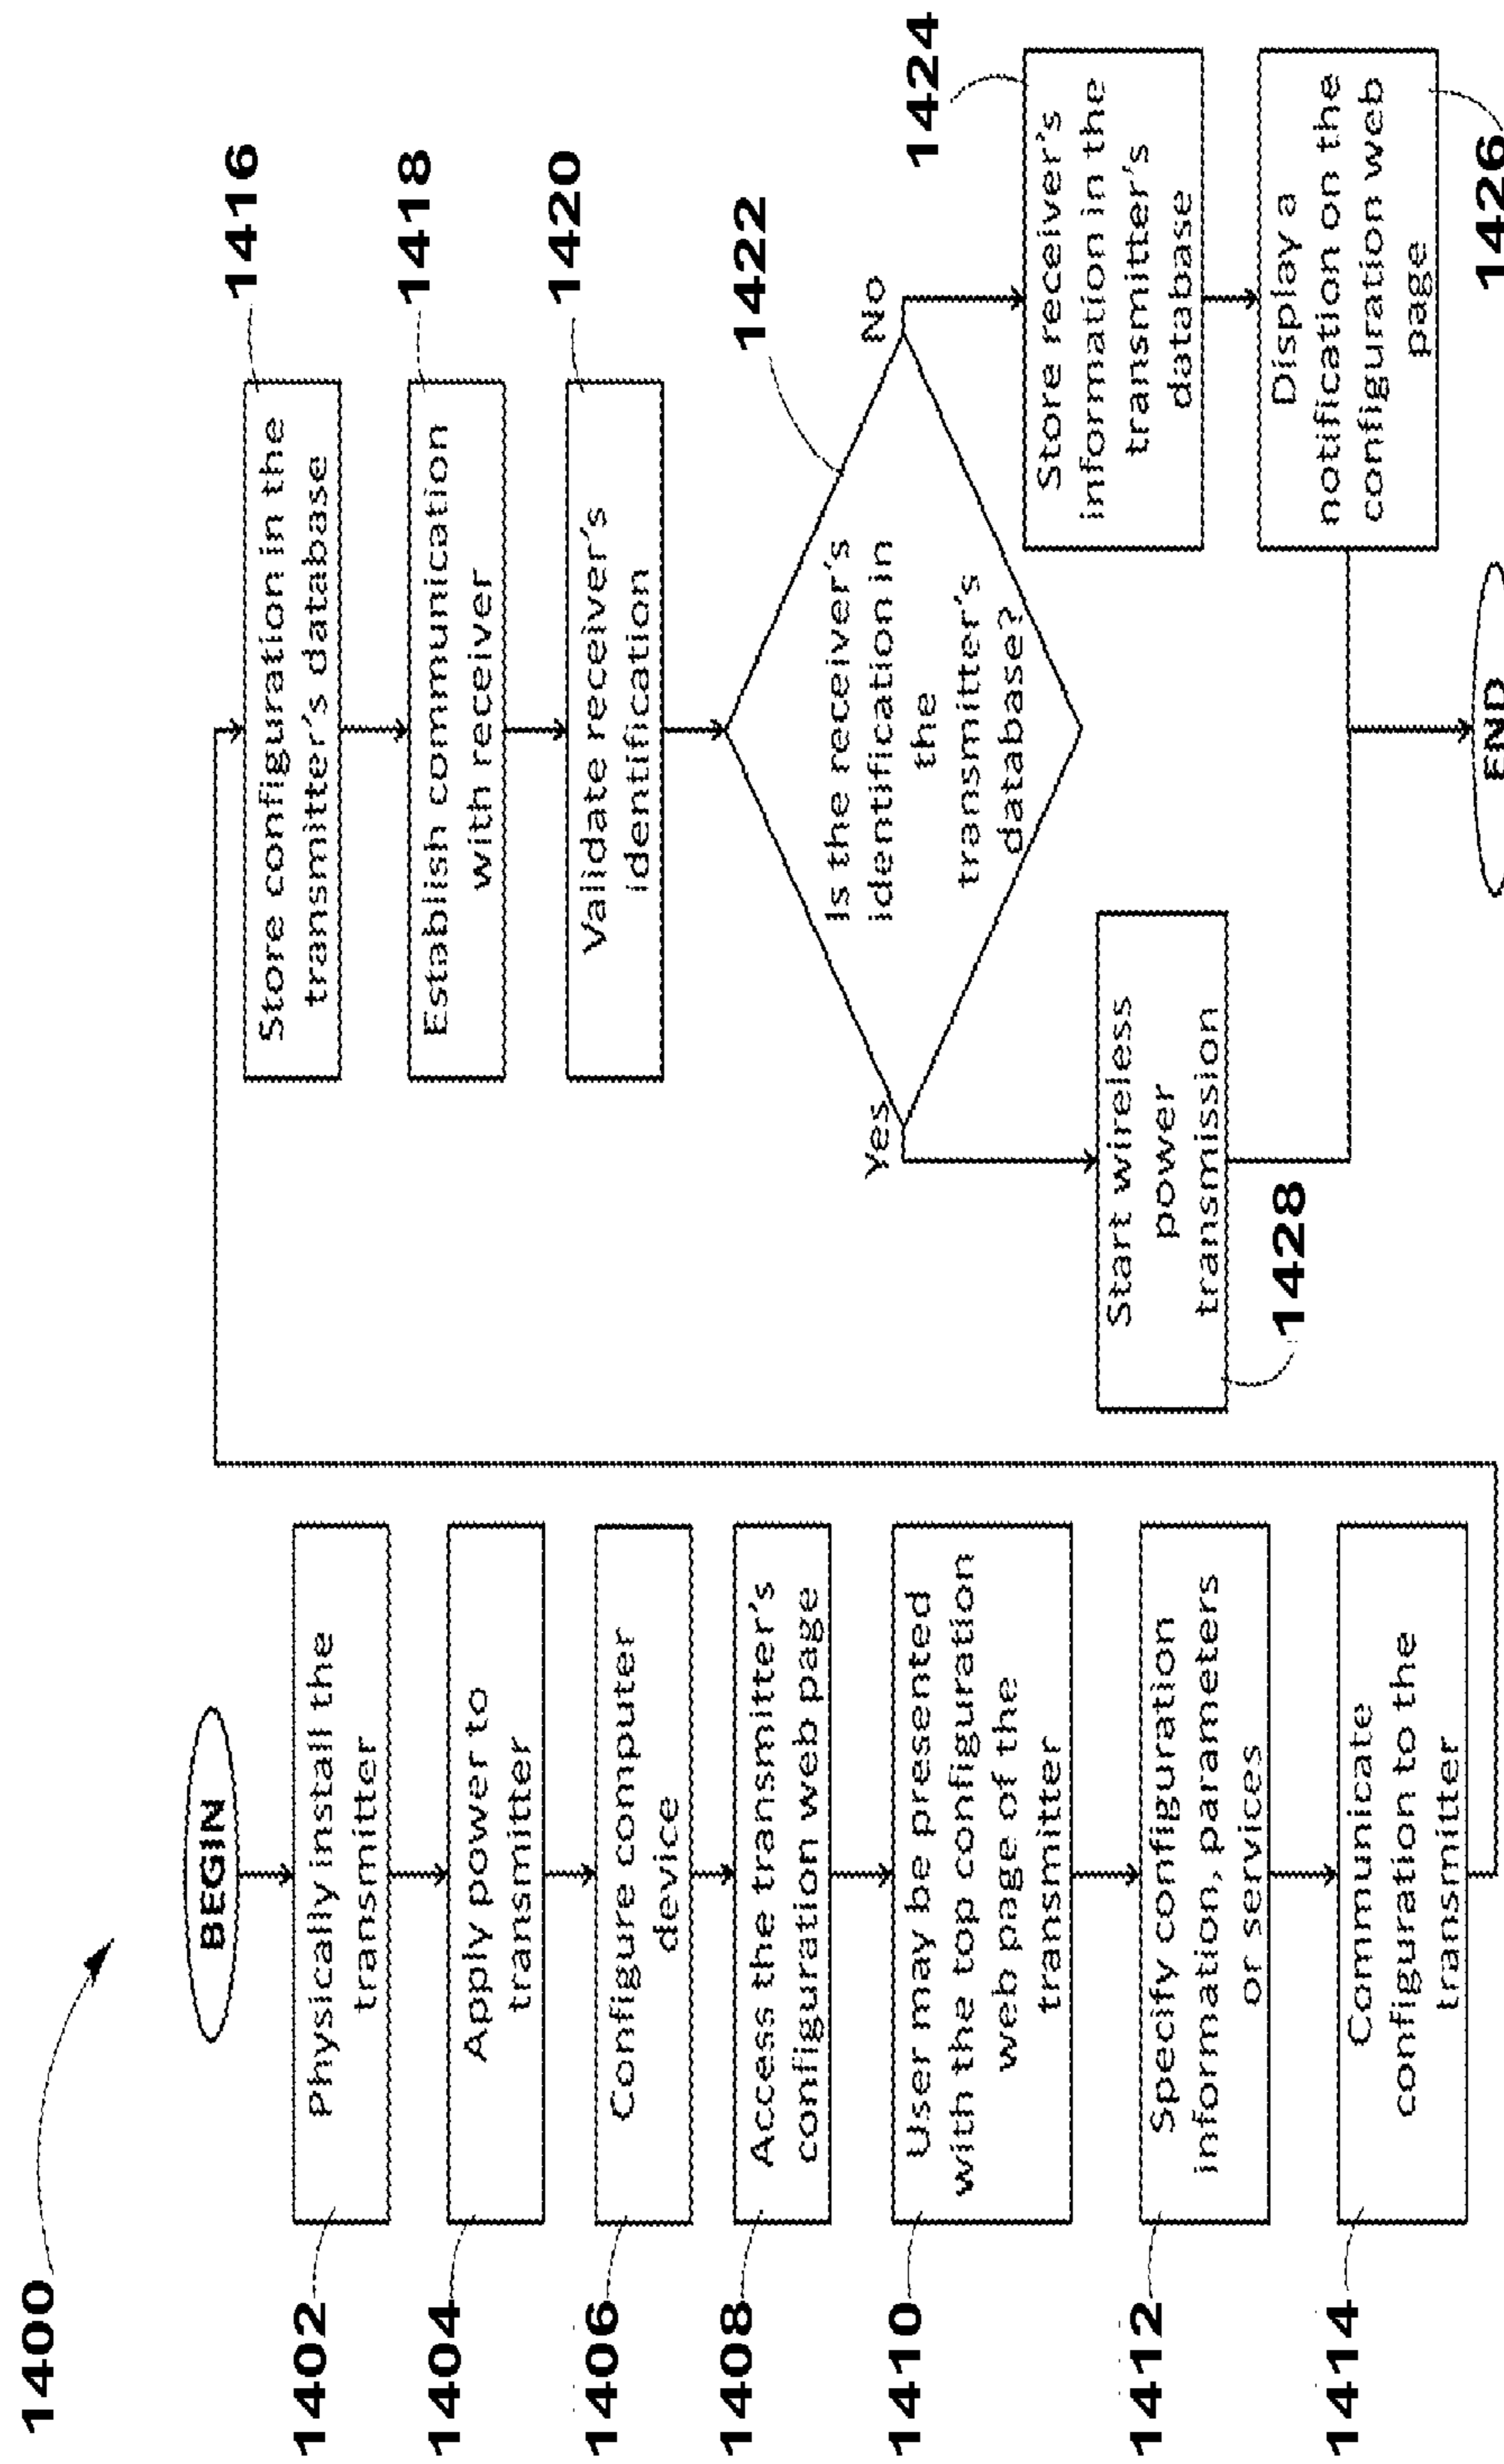 1400
BEGIN
1402
Physically install the
transmitter
1404
Apply power to
transmitter
1406
Configure computer
device
1408
Access the transmitter's
configuration web page
1410
User may be presented
with the top configuration
web page of the
transmitter
1412
Specify configuration
information, parameters
or services
1414
Communicate
configuration to the
transmitter
1416
Store configuration in the
transmitter's database
1418
Establish communication
with receiver
1420
Validate receiver's
identification
1422
Is the receiver's
identification in
the
transmitter's
database?
Yes
No
Start wireless
power
transmission
1428
1424
Store receiver's
information in the
transmitter's
database
Display a
notification on the
configuration web
page
1426
END